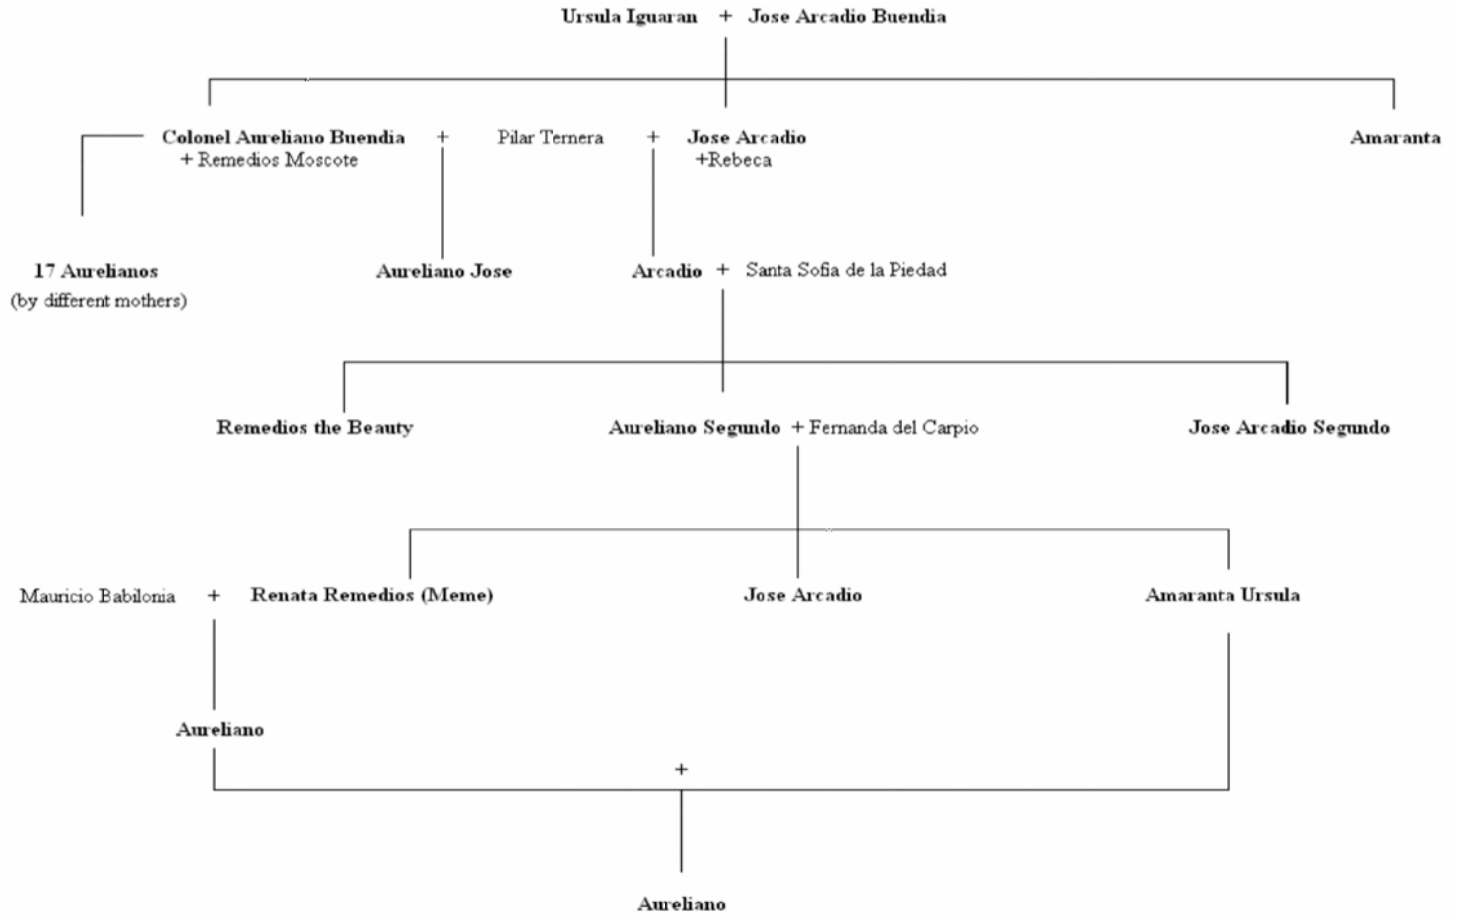 Ursula Iguaran + Jose Arcadio Buendia
Colonel Aureliano Buendia + Pilar Ternera + Jose Arcadio Amaranta
+ Remedios Moscote +Rebeca
17 Aurelianos Aureliano Jose Arcadio + Santa Sofia de la Piedad
(by different mothers)
Remedios the Beauty Aureliano Segundo + Fernanda del Carpio Jose Arcadio Segundo
Mauricio Babilonia + Renata Remedios (Meme) Jose Arcadio Amaranta Ursula
Aureliano
+
Aureliano